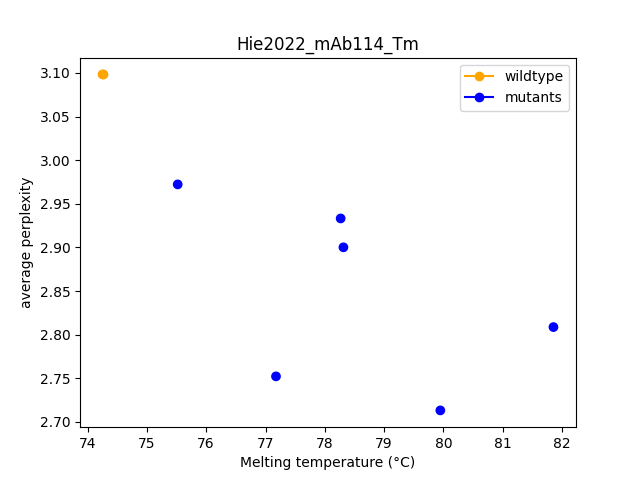 Hie2022_mAb114_Tm
wildtype
mutants
average perplexity
3.10
3.05
3.00
2.95
2.90
2.85
2.80
2.75
2.70
74 75 76 77 78 79 80 81 82
Melting temperature (°C)